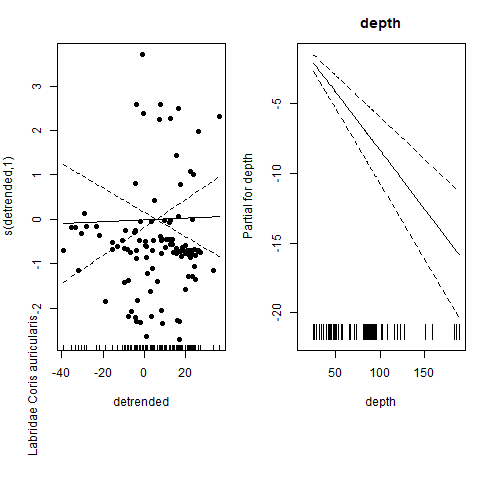 depth
s(detrended,1)
Labridae Coris auricularis
3
2
1
0
-1
-2
-40
-20
0
20
detrended
Partial for depth
-5
-10
-15
-20
50
100
150
depth